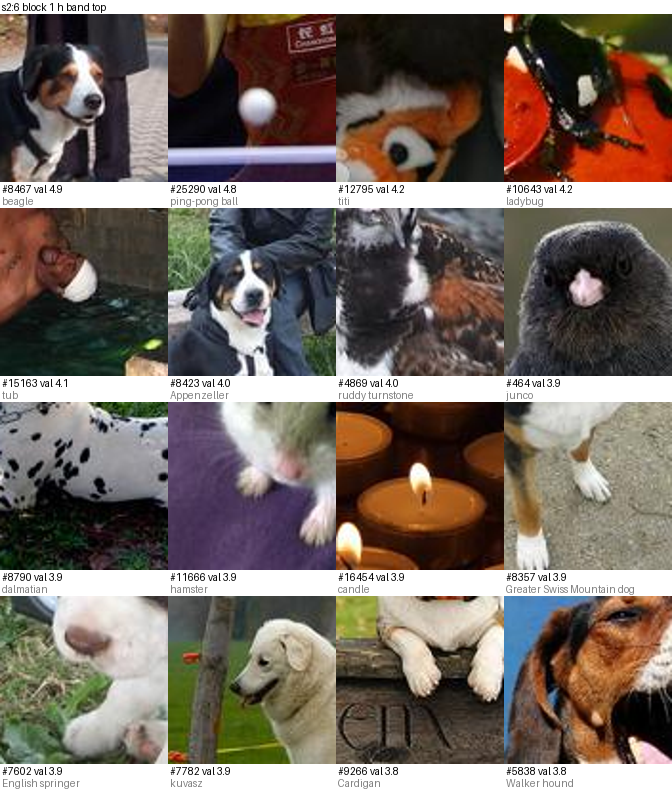 s2:6 block 1 h band top
长虹
CHANGHONG
#8467 val 4.9
beagle
#25290 val 4.8
ping-pong ball
#12795 val 4.2
titi
#10643 val 4.2
ladybug
#15163 val 4.1
tub
#8423 val 4.0
Appenzeller
#4869 val 4.0
ruddy turnstone
#464 val 3.9
junco
#8790 val 3.9
dalmatian
#11666 val 3.9
hamster
#16454 val 3.9
candle
#8357 val 3.9
Greater Swiss Mountain dog
em
#7602 val 3.9
English springer
#7782 val 3.9
kuvasz
#9266 val 3.8
Cardigan
#5838 val 3.8
Walker hound